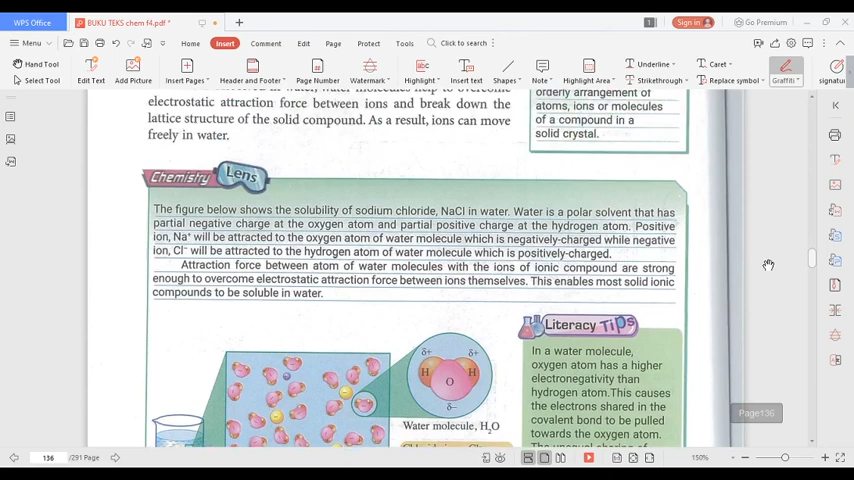 WPS Office
BUKU TEKS chem f4.pdf *
1
Sign in
Go Premium
Menu
Home
Insert
Comment
Edit
Page
Protect
Tools
Click to search
Hand Tool
Select Tool
Edit Text
Add Picture
Insert Pages
Header and Footer
Page Number
Watermark
Highlight
Insert text
Shapes
Note
Highlight Area
Underline
Strikethrough
Caret
Replace symbol
Graffiti
signatur
electrostatic attraction force between ions and break down the
lattice structure of the solid compound. As a result, ions can move
freely in water.
orderly arrangement of
atoms, ions or molecules
of a compound in a
solid crystal.
Chemistry Lens
The figure below shows the solubility of sodium chloride, NaCl in water. Water is a polar solvent that has
partial negative charge at the oxygen atom and partial positive charge at the hydrogen atom. Positive
ion, Na⁺ will be attracted to the oxygen atom of water molecule which is negatively-charged while negative
ion, Cl⁻ will be attracted to the hydrogen atom of water molecule which is positively-charged.
Attraction force between atom of water molecules with the ions of ionic compound are strong
enough to overcome electrostatic attraction force between ions themselves. This enables most solid ionic
compounds to be soluble in water.
δ+ δ+
H H
O
δ–
Water molecule, H₂O
Literacy Tips
In a water molecule,
oxygen atom has a higher
electronegativity than
hydrogen atom.This causes
the electrons shared in the
covalent bond to be pulled
towards the oxygen atom.
Page136
136 /291 Page
150%